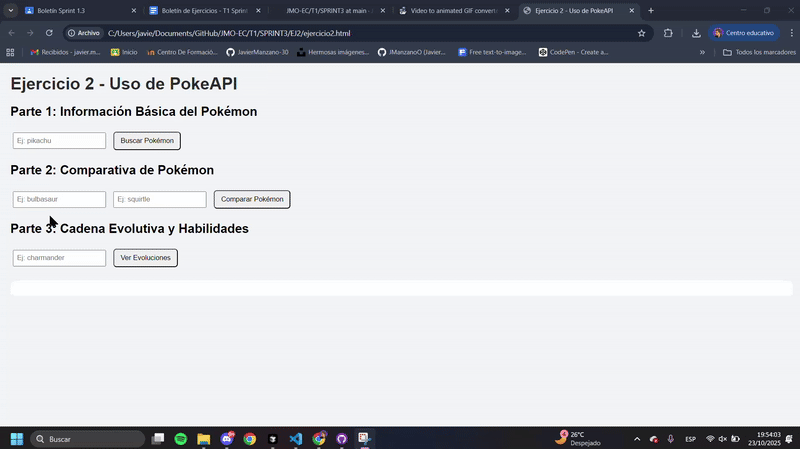 Boletín Sprint 1.3
Boletín de Ejercicios - T1 Sprint
JMO-EC/T1/SPRINT3 at main · J
Video to animated GIF converte
Ejercicio 2 - Uso de PokeAPI
Archivo
C:/Users/javie/Documents/GitHub/JMO-EC/T1/SPRINT3/EJ2/ejercicio2.html
Centro educativo
Recibidos - javier.m...
Inicio
Centro De Formació...
JavierManzano-30
Hermosas imágenes...
JManzanoO (Javier...
Free text-to-image...
CodePen - Create a...
Todos los marcadores
Ejercicio 2 - Uso de PokeAPI
Parte 1: Información Básica del Pokémon
Ej: pikachu
Buscar Pokémon
Parte 2: Comparativa de Pokémon
Ej: bulbasaur
Ej: squirtle
Comparar Pokémon
Parte 3: Cadena Evolutiva y Habilidades
Ej: charmander
Ver Evoluciones
Buscar
26°C
Despejado
ESP
19:54:03
23/10/2025